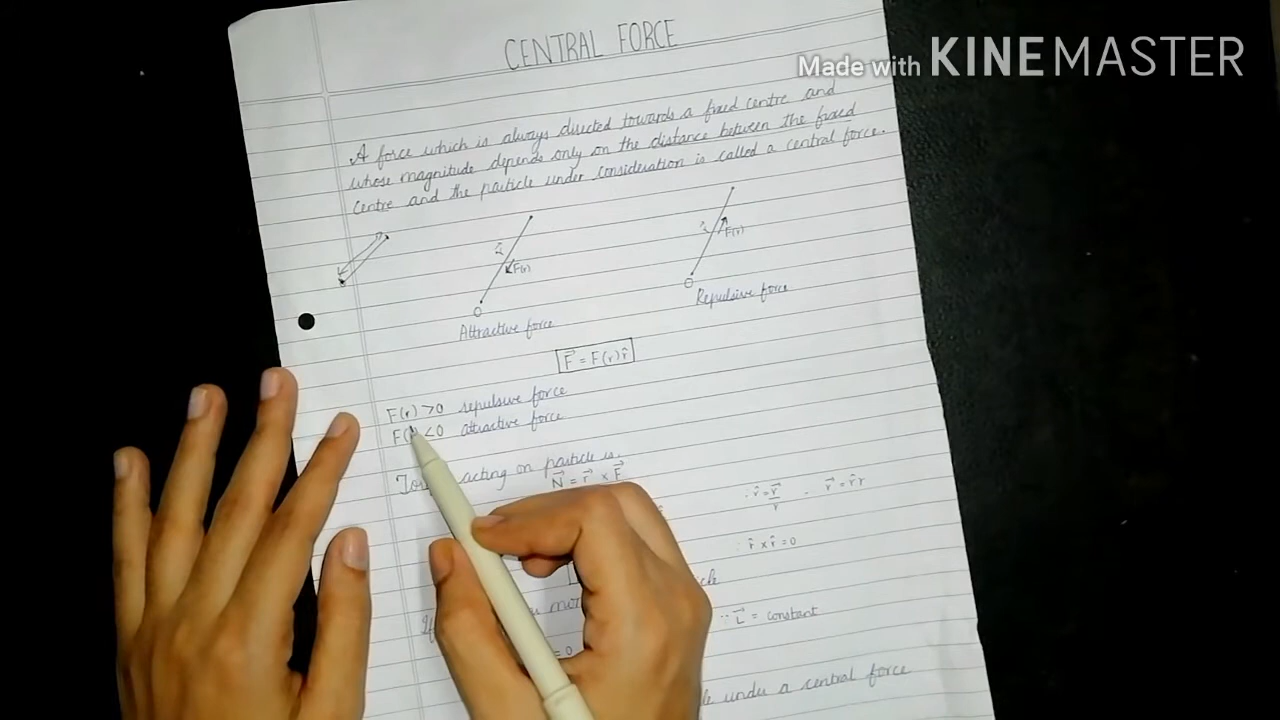 CENTRAL FORCE
Made with KINEMASTER
A force which is always directed towards a fixed centre and
whose magnitude depends only on the distance between the fixed
centre and the particle under consideration is called a central force.
F(r)
O
Attractive force
F(r)
O
Repulsive force
F⃗ = F(r) r̂
F(r) >0 repulsive force
F( <0 attractive force
acting on particle is.
N⃗ = r⃗ × F⃗
∵ r̂ = r⃗/r
r⃗ = r̂r
∵ r̂ × r̂ = 0
If
∵ L⃗ = constant
= 0
under a central force